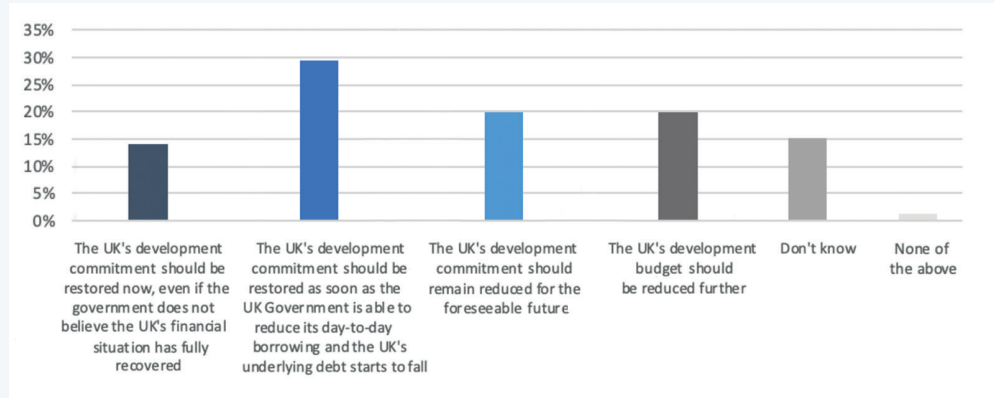 35%
30%
25%
20%
15%
10%
5%
0%
The UK's development
commitment should be
restored now, even if the
government does not
believe the UK's financial
situation has fully
recovered
The UK's development
commitment should be
restored as soon as the
UK Government is able to
reduce its day-to-day
borrowing and the UK's
underlying debt starts to fall
The UK's development
commitment should
remain reduced for the
foreseeable future
The UK's development
budget should
be reduced further
Don't know
None of
the above